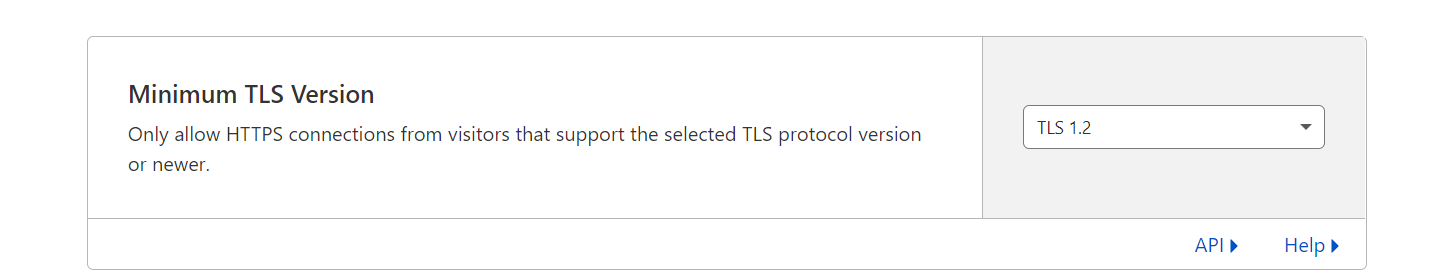 Minimum TLS Version
Only allow HTTPS connections from visitors that support the selected TLS protocol version
or newer.
TLS 1.2
API
Help